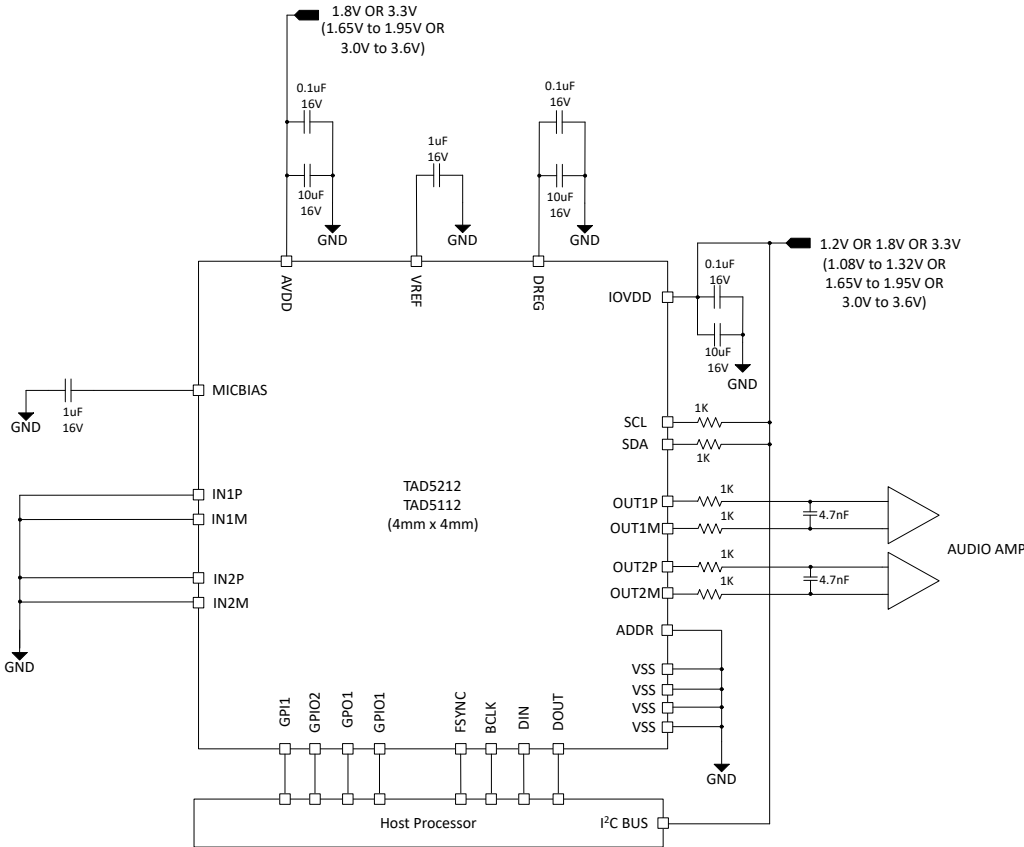 1.8V OR 3.3V
(1.65V to 1.95V OR
3.0V to 3.6V)
0.1uF
16V
10uF
16V
GND
1uF
16V
GND
0.1uF
16V
10uF
16V
GND
1.2V OR 1.8V OR 3.3V
(1.08V to 1.32V OR
1.65V to 1.95V OR
3.0V to 3.6V)
0.1uF
16V
10uF
16V
GND
AVDD
VREF
DREG
IOVDD
MICBIAS
1uF
16V
GND
SCL
1K
SDA
1K
IN1P
IN1M
IN2P
IN2M
GND
TAD5212
TAD5112
(4mm x 4mm)
OUT1P
1K
OUT1M
1K
4.7nF
OUT2P
1K
OUT2M
1K
4.7nF
AUDIO AMP
ADDR
VSS
VSS
VSS
VSS
GND
GPI1
GPIO2
GPO1
GPIO1
FSYNC
BCLK
DIN
DOUT
Host Processor
I²C BUS